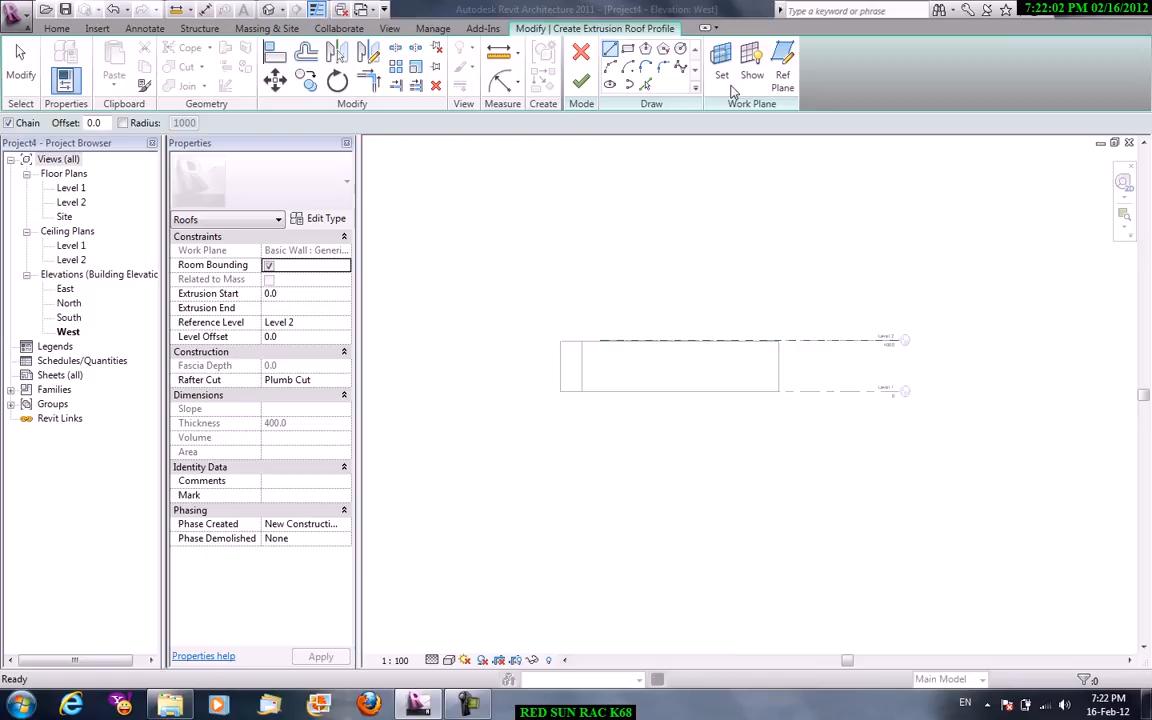 Autodesk Revit Architecture 2011 - [Project4 - Elevation: West]
Type a keyword or phrase
7:22:02 PM 02/16/2012
Home Insert Annotate Structure Massing & Site Collaborate View Manage Add-Ins Modify | Create Extrusion Roof Profile
Modify Paste Cope Cut Join Set Show Ref Plane
Select Properties Clipboard Geometry Modify View Measure Create Mode Draw Work Plane
Chain Offset: 0.0 Radius: 1000
Project4 - Project Browser
Views (all)
Floor Plans
Level 1
Level 2
Site
Ceiling Plans
Level 1
Level 2
Elevations (Building Elevatio
East
North
South
West
Legends
Schedules/Quantities
Sheets (all)
Families
Groups
Revit Links
Properties
Roofs Edit Type
Constraints
Work Plane Basic Wall : Generi...
Room Bounding
Related to Mass
Extrusion Start 0.0
Extrusion End
Reference Level Level 2
Level Offset 0.0
Construction
Fascia Depth 0.0
Rafter Cut Plumb Cut
Dimensions
Slope
Thickness 400.0
Volume
Area
Identity Data
Comments
Mark
Phasing
Phase Created New Constructi...
Phase Demolished None
Properties help Apply
2D
Level 2
Level 1
0
1 : 100
Ready Main Model :0
EN 7:22 PM
16-Feb-12
RED SUN RAC K68